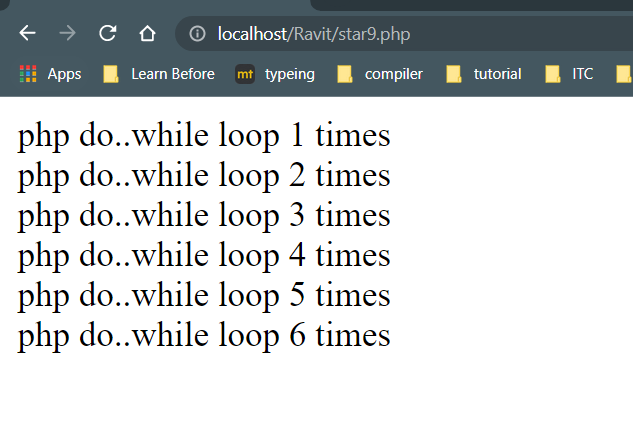 localhost/Ravit/star9.php
Apps Learn Before mt typeing compiler tutorial ITC
php do..while loop 1 times
php do..while loop 2 times
php do..while loop 3 times
php do..while loop 4 times
php do..while loop 5 times
php do..while loop 6 times